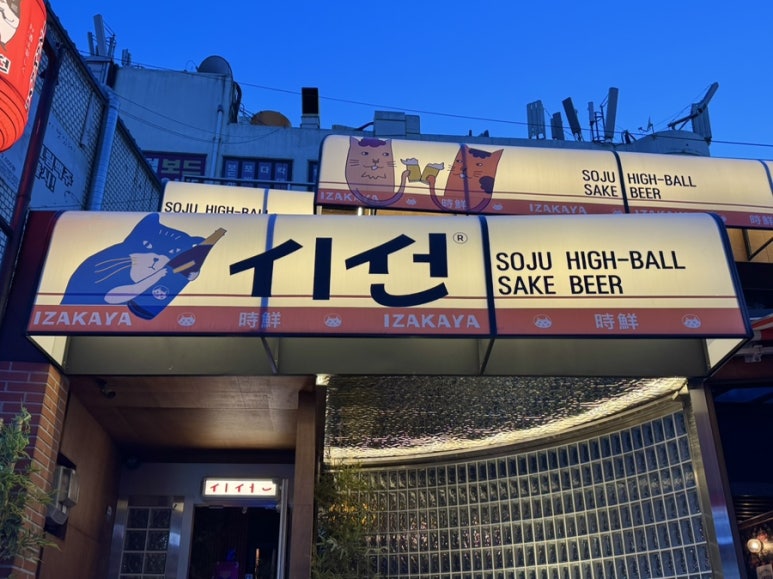 SOJU HIGH-BALL
SAKE BEER
IZAKAYA 時鮮 IZAKAYA
SOJU HIGH-BAL
이선®
SOJU HIGH-BALL
SAKE BEER
IZAKAYA 時鮮 IZAKAYA 時鮮
이선